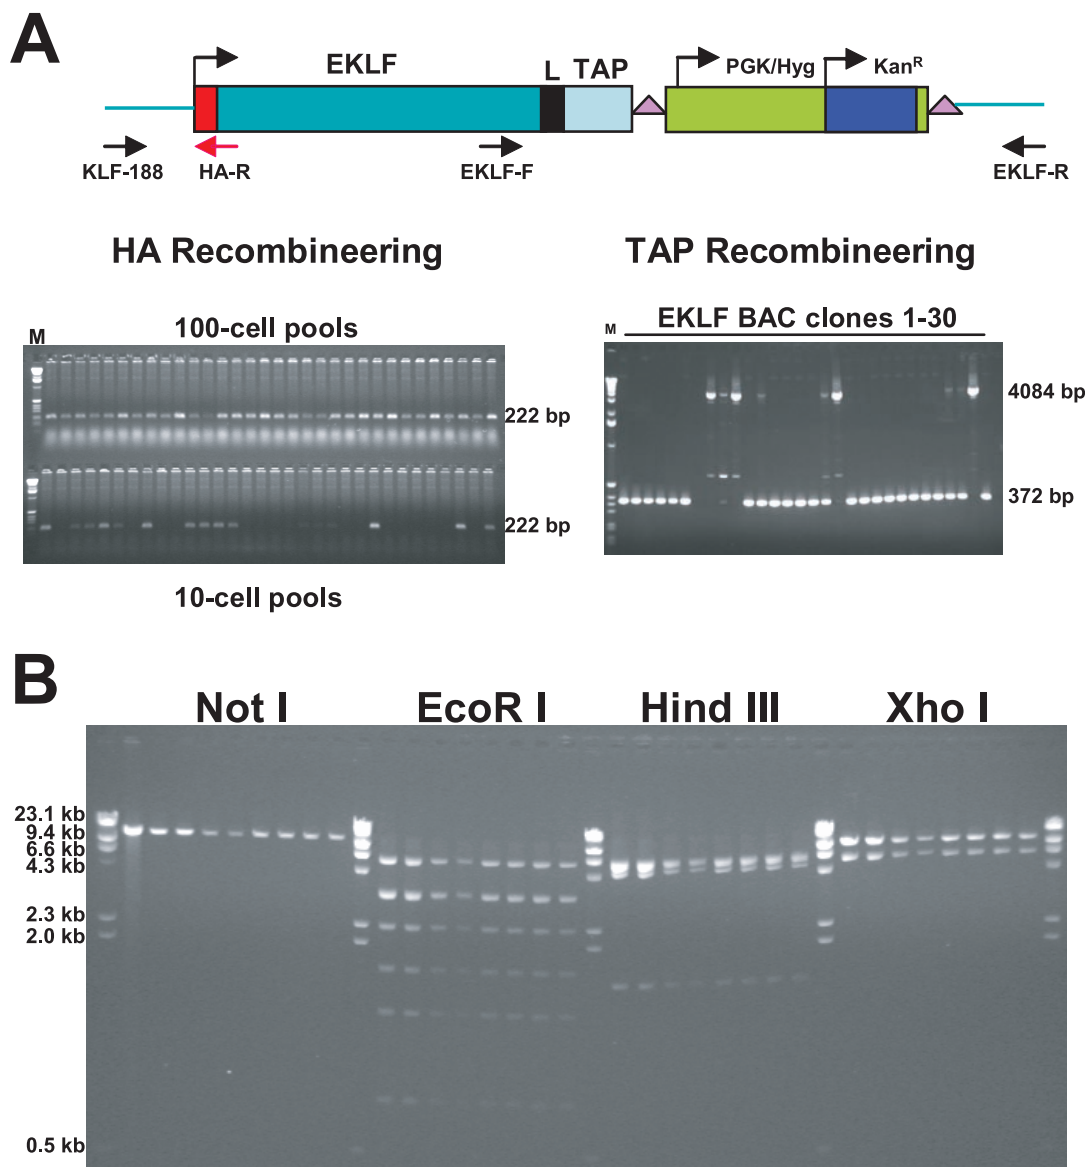 A
EKLF L TAP PGK/Hyg Kan^R
KLF-188 HA-R EKLF-F EKLF-R
HA Recombineering TAP Recombineering
M 100-cell pools
M EKLF BAC clones 1-30
222 bp
222 bp
10-cell pools
4084 bp
372 bp
B
Not I EcoR I Hind III Xho I
23.1 kb
9.4 kb
6.6 kb
4.3 kb
2.3 kb
2.0 kb
0.5 kb